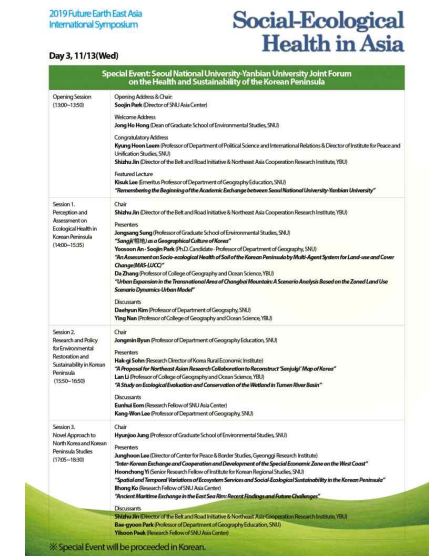 2019 Future Earth East Asia
International Symposium
Social-Ecological
Health in Asia
Day 3, 11/13(Wed)
Special Event: Seoul National University-Yanbian University Joint Forum
on the Health and Sustainability of the Korean Peninsula
Opening Session
(13:00~13:50)
Opening Address & Chair:
Soojin Park (Director of SNU Asia Center)
Welcome Address
Jong Ho Hong (Dean of Graduate School of Environmental Studies, SNU)
Congratulatory Address
Kyung Hoon Leem (Professor of Department of Political Science and International Relations & Director of Institute for Peace and
Unification Studies, SNU)
Shizhu Jin (Director of the Belt and Road Initiative & Northeast Asia Cooperation Research Institute, YBU)
Featured Lecture
Kisuk Lee (Emeritus Professor of Department of Geography Education, SNU)
"Remembering the Beginning of the Academic Exchange between Seoul National University-Yanbian University"
Session 1.
Perception and
Assessment on
Ecological Health in
Korean Peninsula
(14:00~15:35)
Chair
Shizhu Jin (Director of the Belt and Road Initiative & Northeast Asia Cooperation Research Institute, YBU)
Presenters
Jongsang Sung (Professor of Graduate School of Environmental Studies, SNU)
"Sangji(相地) as a Geographical Culture of Korea"
Yoosoon An · Soojin Park (Ph.D. Candidate · Professor of Department of Geography, SNU)
"An Assessment on Socio-ecological Health of Soil of the Korean Peninsula by Multi-Agent System for Land-use and Cover
Change(MAS-LUCC)"
Da Zhang (Professor of College of Geography and Ocean Science, YBU)
"Urban Expansion in the Transnational Area of Changbai Mountain: A Scenario Analysis Based on the Zoned Land Use
Scenario Dynamics-Urban Model"
Discussants
Daehyun Kim (Professor of Department of Geography, SNU)
Ying Nan (Professor of College of Geography and Ocean Science, YBU)
Session 2.
Research and Policy
for Environmental
Restoration and
Sustainability in Korean
Peninsula
(15:50~16:50)
Chair
Jongmin Byun (Professor of Department of Geography Education, SNU)
Presenters
Hak-gi Sohn (Research Director of Korea Rural Economic Institute)
"A Proposal for Northeast Asian Research Collaboration to Reconstruct 'Sanjulgi' Map of Korea"
Lan Li (Professor of College of Geography and Ocean Science, YBU)
"A Study on Ecological Evaluation and Conservation of the Wetland in Tumen River Basin"
Discussants
Eunhui Eom (Research Fellow of SNU Asia Center)
Kang-Won Lee (Professor of Department of Geography, SNU)
Session 3.
Novel Approach to
North Korea and Korean
Peninsula Studies
(17:05~18:30)
Chair
Hyunjoo Jung (Professor of Graduate School of Environmental Studies, SNU)
Presenters
Junghoon Lee (Director of Center for Peace & Border Studies, Gyeonggi Research Institute)
"Inter-Korean Exchange and Cooperation and Development of the Special Economic Zone on the West Coast"
Hoonchong Yi (Senior Research Fellow of Institute for Korean Regional Studies, SNU)
"Spatial and Temporal Variations of Ecosystem Services and Social-Ecological Sustainability in the Korean Peninsula"
Ilhong Ko (Research Fellow of SNU Asia Center)
"Ancient Maritime Exchange in the East Sea Rim: Recent Findings and Future Challenges"
Discussants
Shizhu Jin (Director of the Belt and Road Initiative & Northeast Asia Cooperation Research Institute, YBU)
Bae-gyoon Park (Professor of Department of Geography Education, SNU)
Yiboon Paek (Research Fellow of SNU Asia Center)
※ Special Event will be proceeded in Korean.